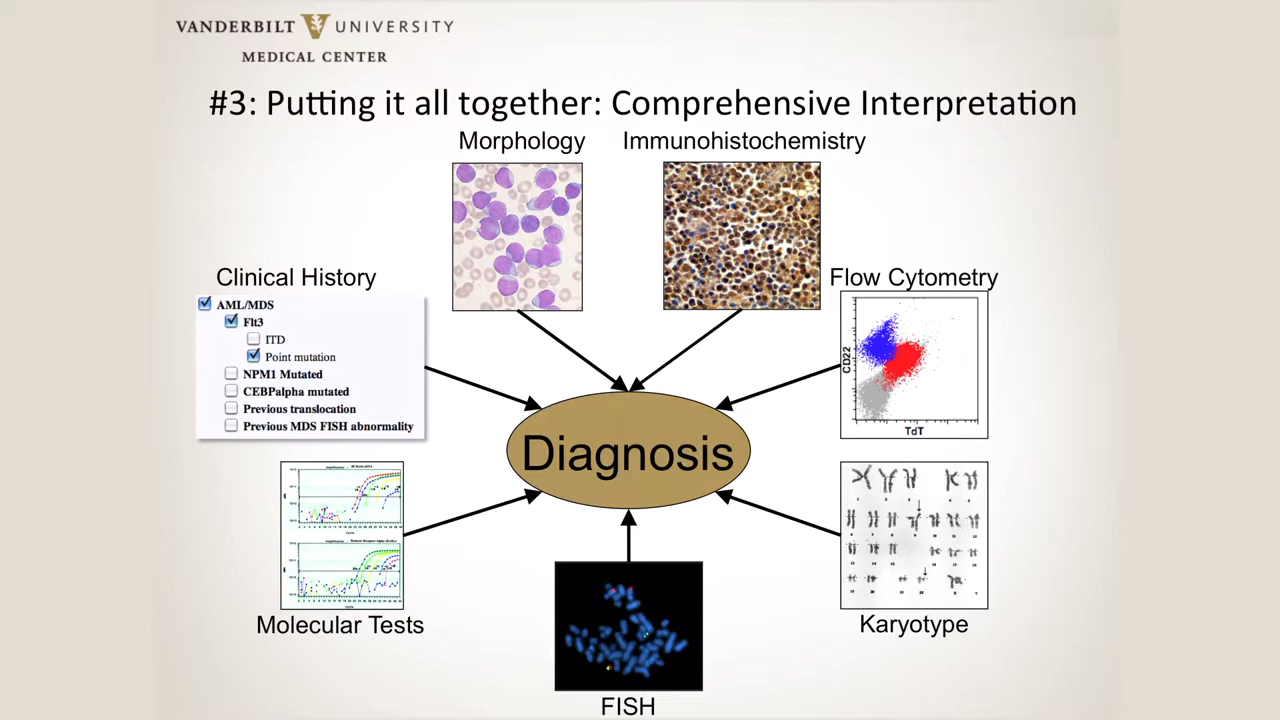 VANDERBILT UNIVERSITY
MEDICAL CENTER
#3: Putting it all together: Comprehensive Interpretation
Morphology
Immunohistochemistry
Clinical History
Flow Cytometry
AML/MDS
Flt3
ITD
Point mutation
NPM1 Mutated
CEBPalpha mutated
Previous translocation
Previous MDS FISH abnormality
CD22
TdT
Diagnosis
Molecular Tests
Karyotype
FISH